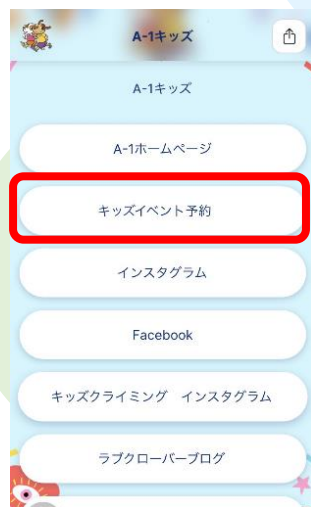 A-1キッズ
A-1キッズ
A-1ホームページ
キッズイベント予約
インスタグラム
Facebook
キッズクライミング　インスタグラム
ラブクローバーブログ